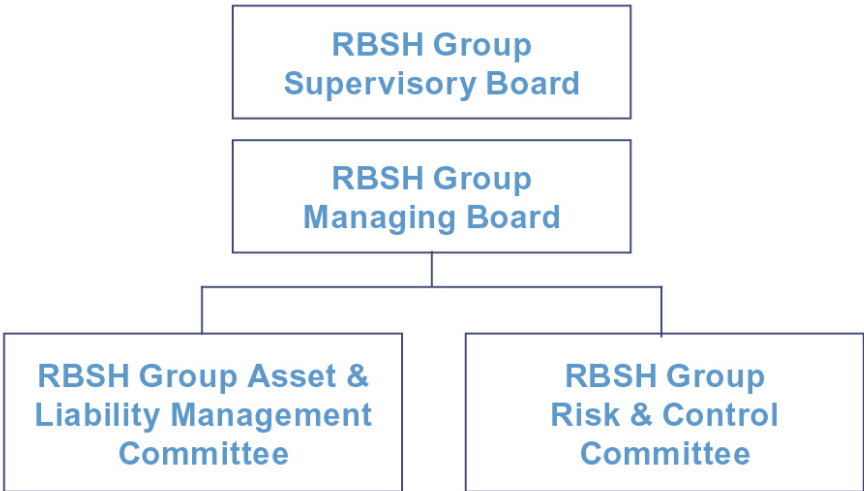 RBSH Group
Supervisory Board
RBSH Group
Managing Board
RBSH Group Asset &
Liability Management
Committee
RBSH Group
Risk & Control
Committee